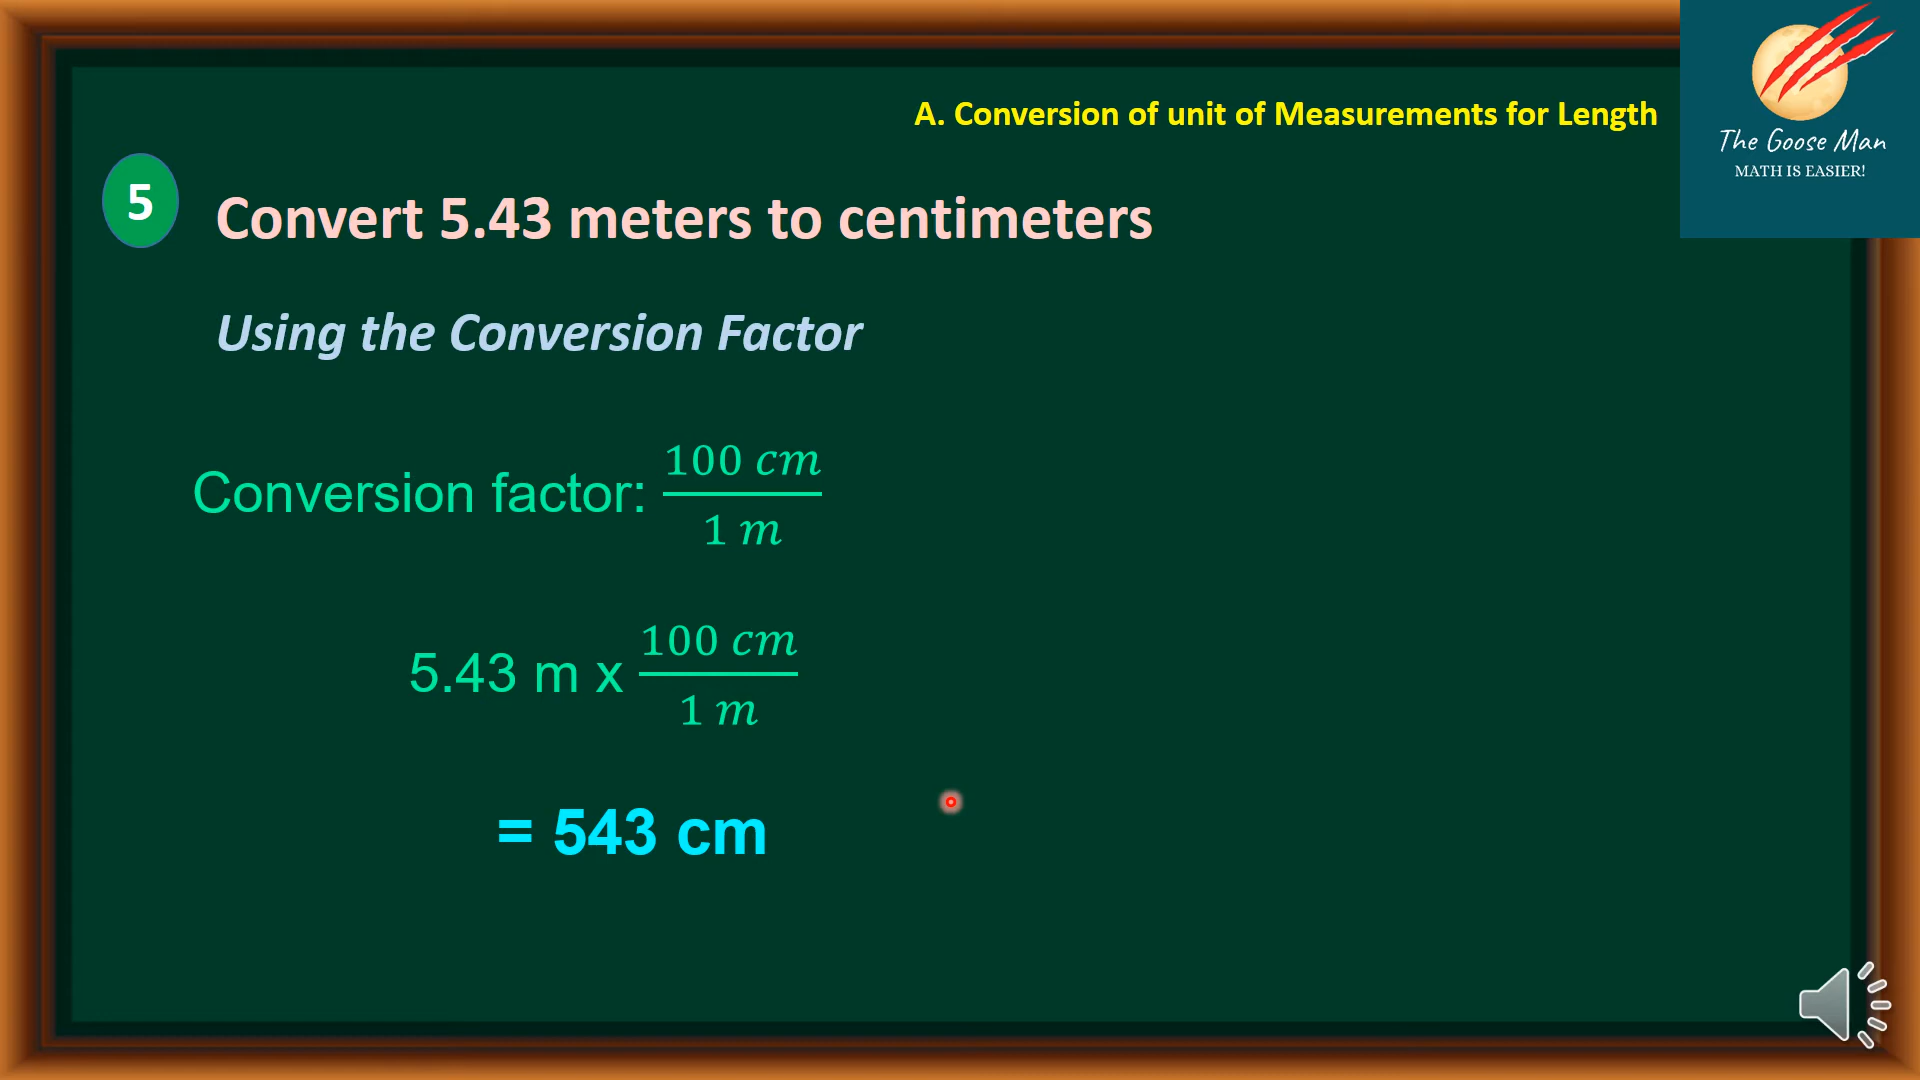 A. Conversion of unit of Measurements for Length
The Goose Man
MATH IS EASIER!
5
Convert 5.43 meters to centimeters
Using the Conversion Factor
Conversion factor: 100 cm / 1 m
5.43 m x 100 cm / 1 m
= 543 cm